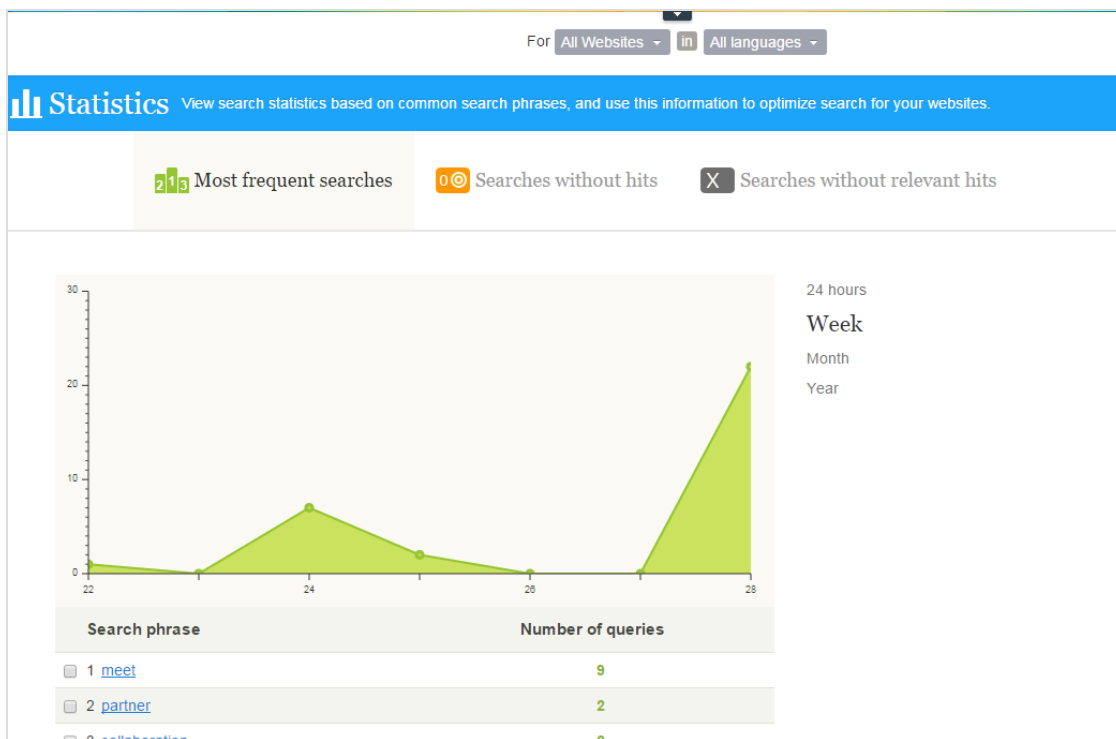 For All Websites in All languages
Statistics View search statistics based on common search phrases, and use this information to optimize search for your websites.
213 Most frequent searches 0 Searches without hits X Searches without relevant hits
30
20
10
0
22 24 26 28
24 hours
Week
Month
Year
Search phrase Number of queries
1 meet 9
2 partner 2
collaboration